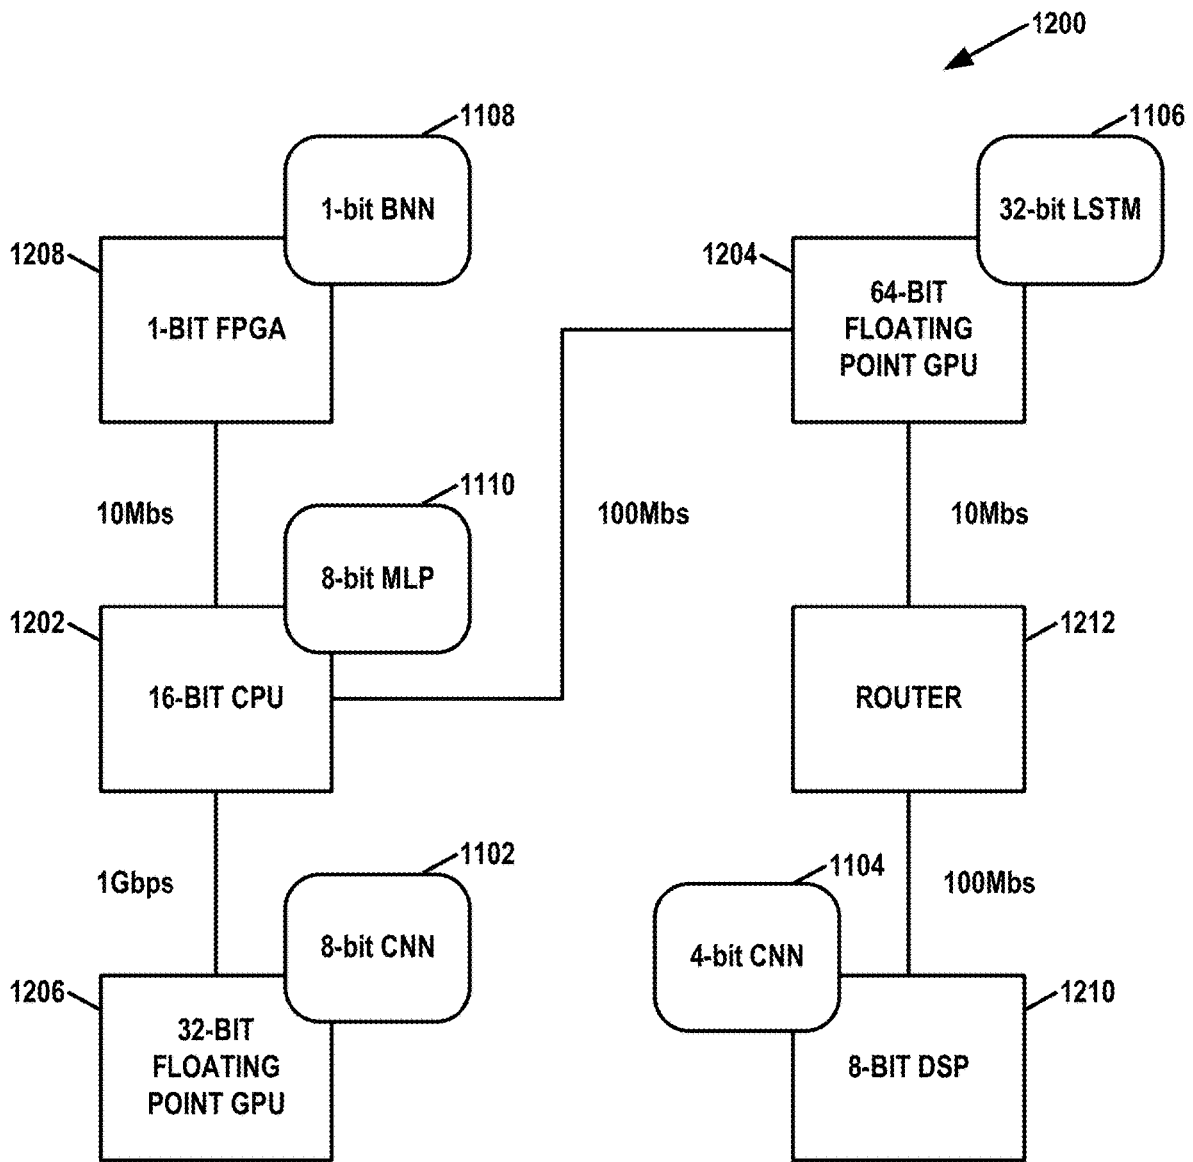 1200
1108
1106
1-bit BNN
32-bit LSTM
1208
1204
1-BIT FPGA
64-BIT
FLOATING
POINT GPU
1110
10Mbs
100Mbs
10Mbs
8-bit MLP
1202
1212
16-BIT CPU
ROUTER
1102
1104
1Gbps
100Mbs
8-bit CNN
4-bit CNN
1206
1210
32-BIT
FLOATING
POINT GPU
8-BIT DSP